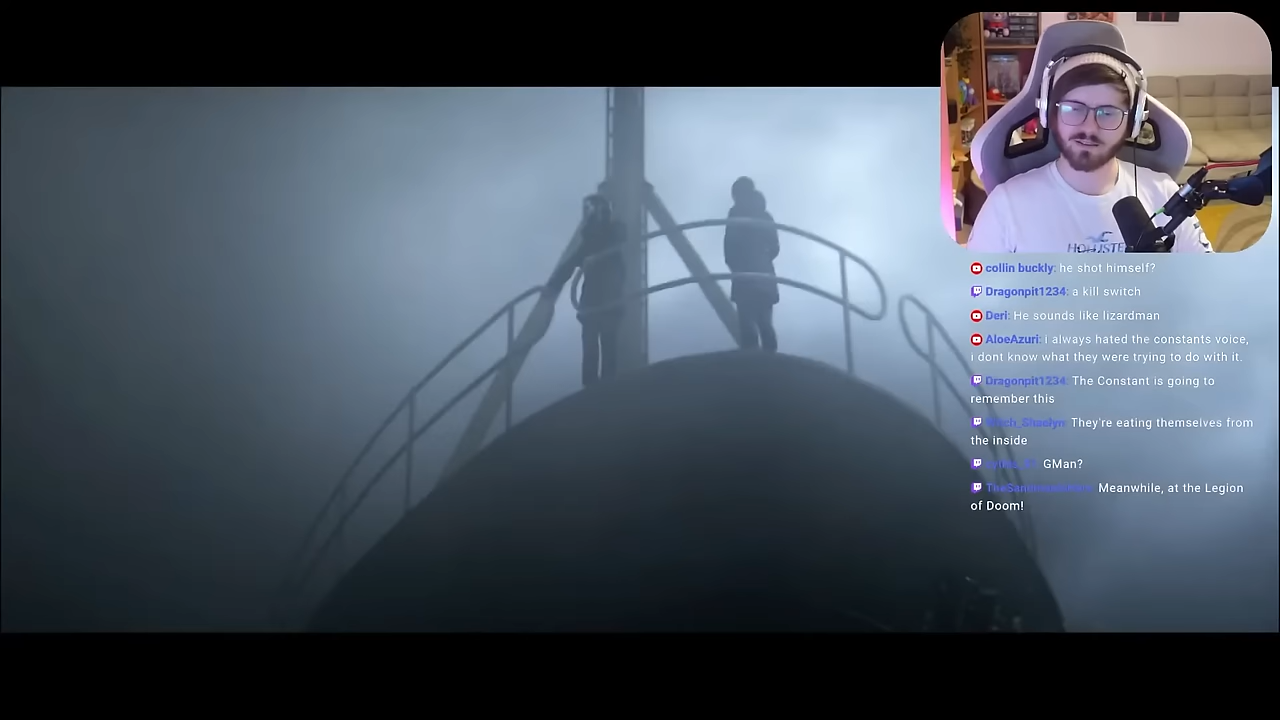 HOLLISTE
collin buckly: he shot himself?
Dragonpit1234: a kill switch
Deri: He sounds like lizardman
AloeAzuri: i always hated the constants voice,
i dont know what they were trying to do with it.
Dragonpit1234: The Constant is going to
remember this
They're eating themselves from
the inside
GMan?
Meanwhile, at the Legion
of Doom!